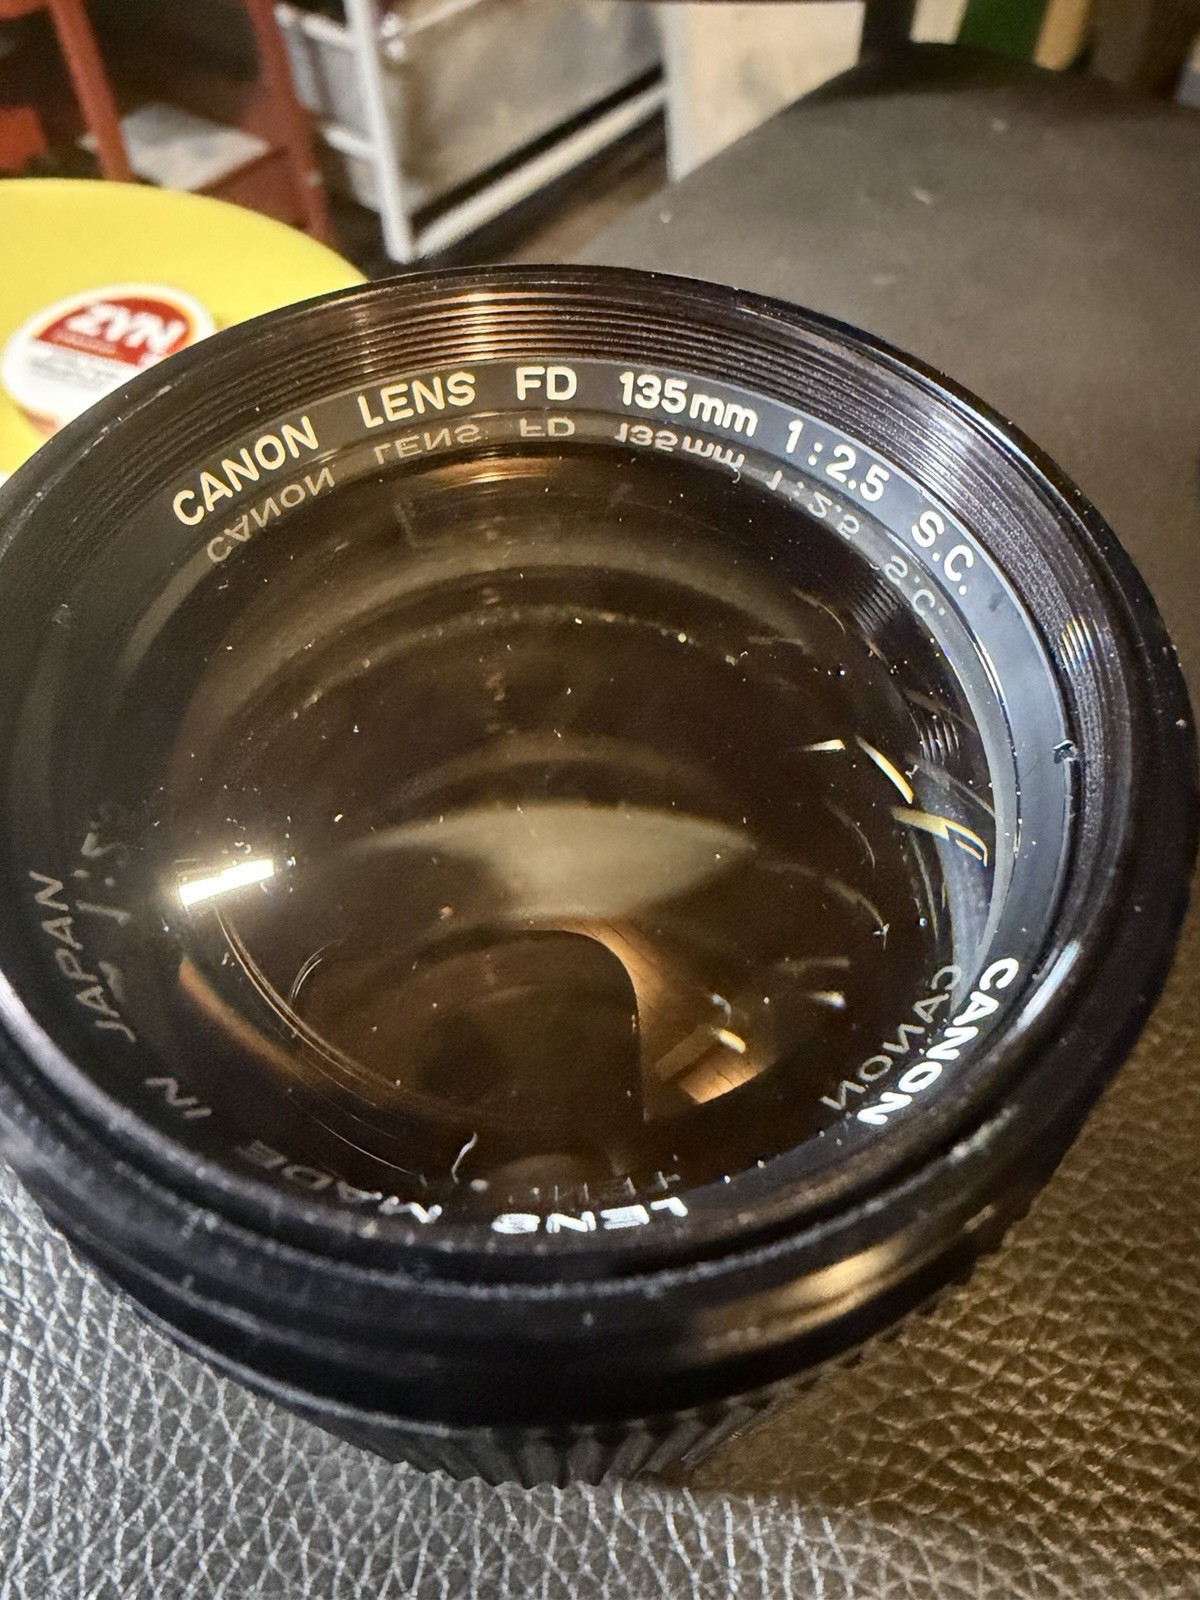 ZYN
CANON LENS FD 135mm 1:2.5 S.C.
CANON LENS MADE IN JAPAN